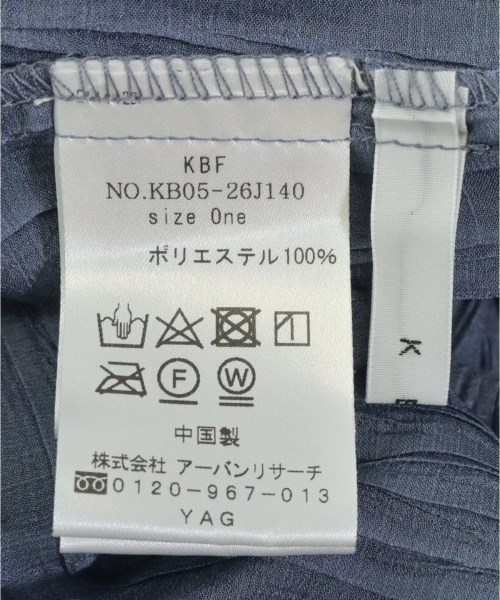 KBF
NO.KB05-26J140
size One
ポリエステル100%
F
W
中国製
株式会社 アーバンリサーチ
0120-967-013
YAG
K